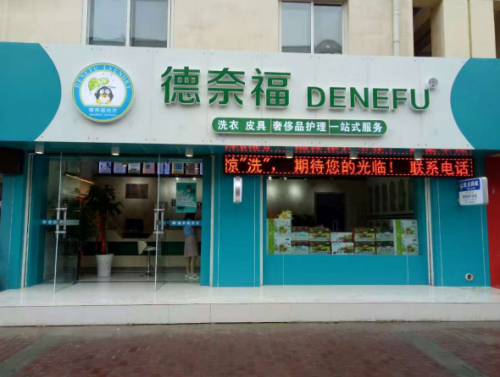 德奈福 DENEFU
洗衣 皮具 奢侈品护理 一站式服务
凉"洗"，期待您的光临！ 联系电话